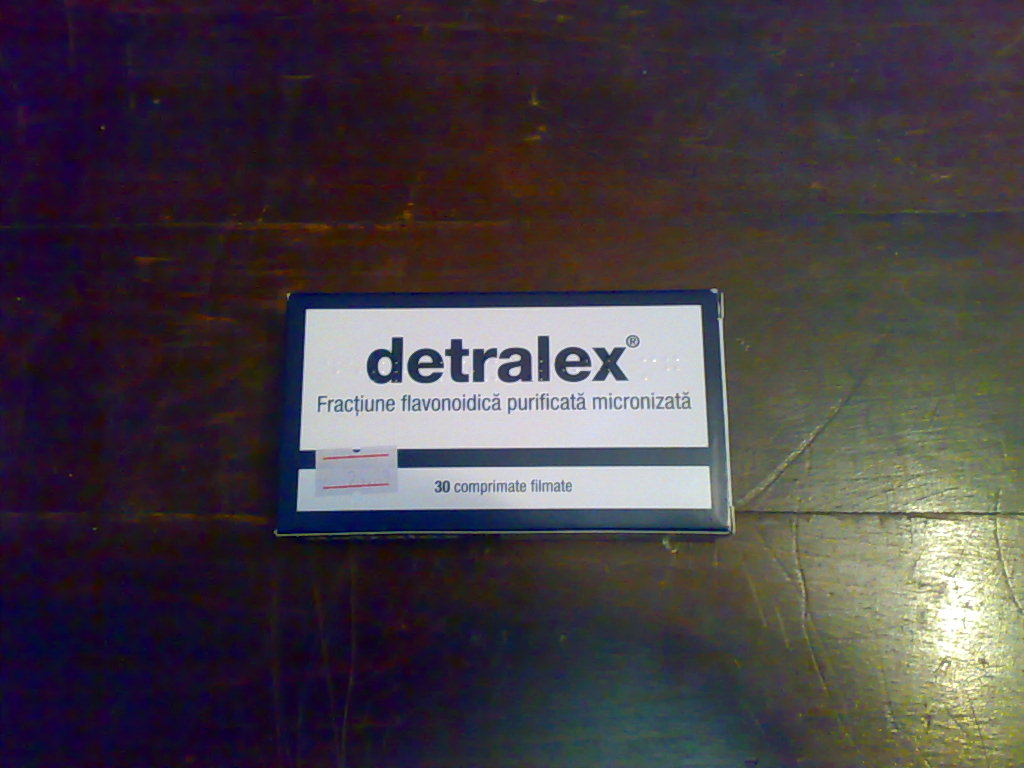 detralex®
Fracțiune flavonoidică purificată micronizată
30 comprimate filmate